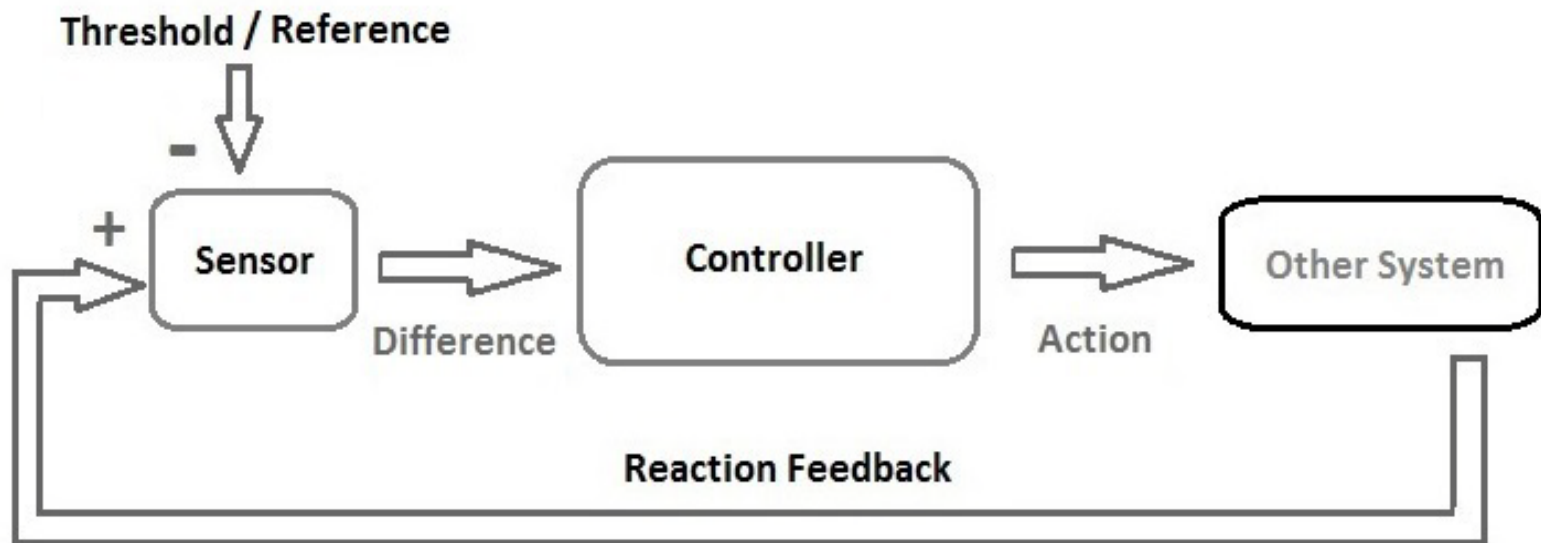 Threshold / Reference
-
+
Sensor
Controller
Other System
Difference
Action
Reaction Feedback